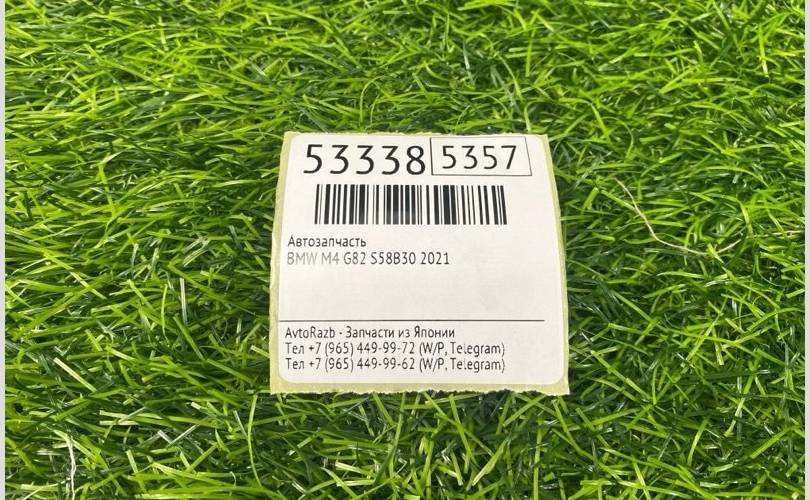 53338 5357
Автозапчасть
BMW M4 G82 S58B30 2021
AvtoRazb - Запчасти из Японии
Тел +7 (965) 449-99-72 (W/P, Telegram)
Тел +7 (965) 449-99-62 (W/P, Telegram)